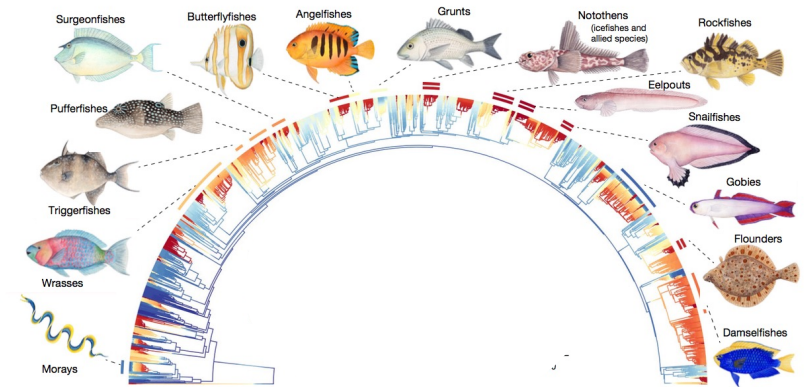 Surgeonfishes
Butterflyfishes
Angelfishes
Grunts
Notothens
(icefishes and
allied species)
Rockfishes
Pufferfishes
Eelpouts
Snailfishes
Triggerfishes
Gobies
Wrasses
Flounders
Morays
Damselfishes